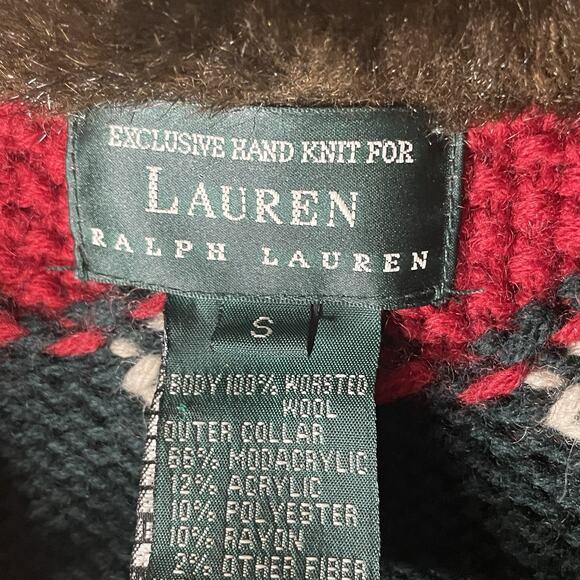 EXCLUSIVE HAND KNIT FOR
LAUREN
RALPH LAUREN
S
BODY 100% WORSTED
WOOL
OUTER COLLAR
66% MODACRYLIC
12% ACRYLIC
10% POLYESTER
10% RAYON
2% OTHER FIBER